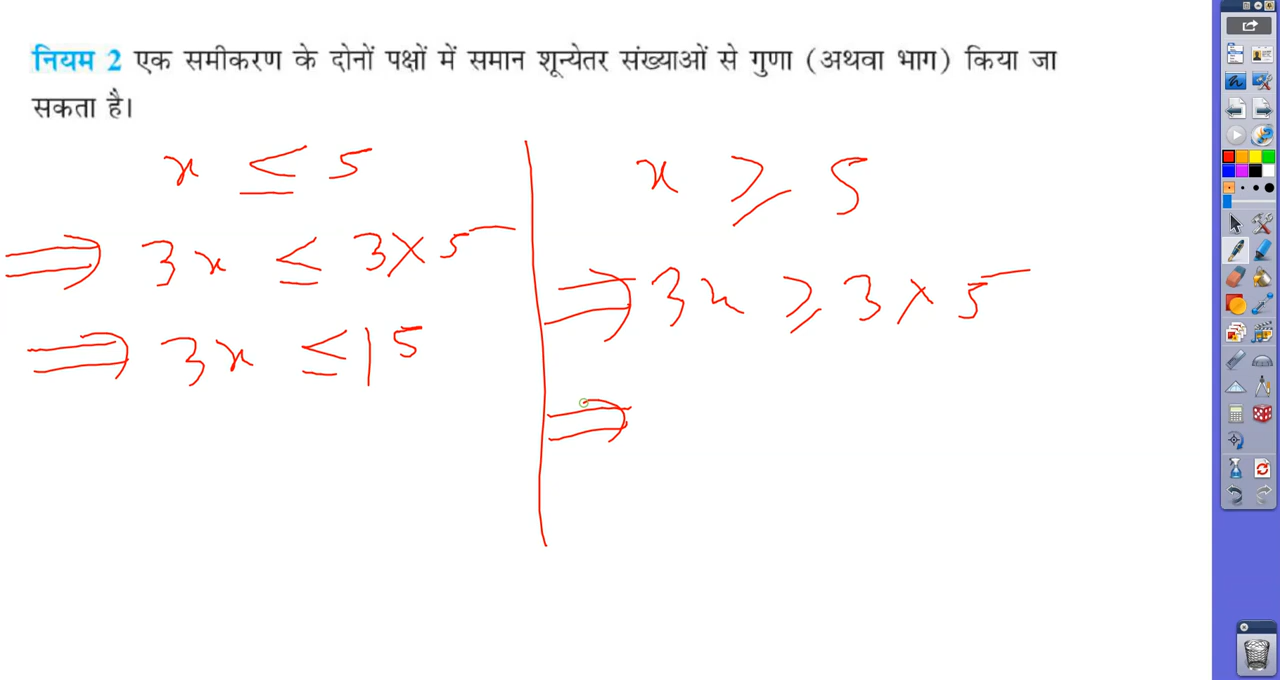 नियम 2 एक समीकरण के दोनों पक्षों में समान शून्येतर संख्याओं से गुणा (अथवा भाग) किया जा
सकता है।
x ≤ 5
⇒ 3x ≤ 3 × 5
⇒ 3x ≤ 15
x ≥ 5
⇒ 3x ≥ 3 × 5
⇒